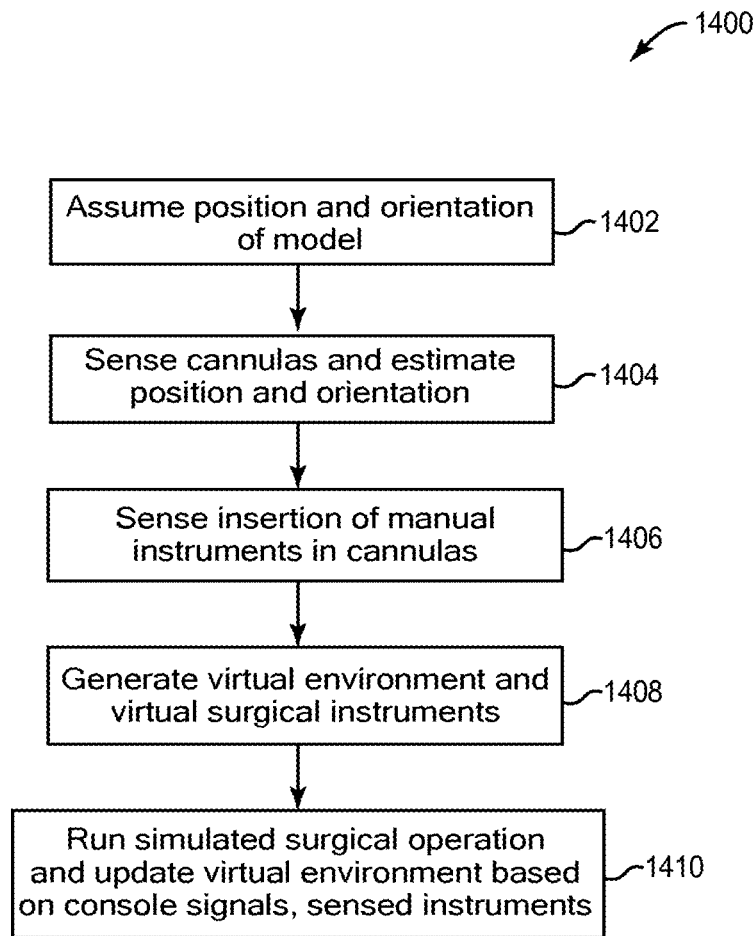 1400
Assume position and orientation
of model
1402
Sense cannulas and estimate
position and orientation
1404
Sense insertion of manual
instruments in cannulas
1406
Generate virtual environment and
virtual surgical instruments
1408
Run simulated surgical operation
and update virtual environment based
on console signals, sensed instruments
1410